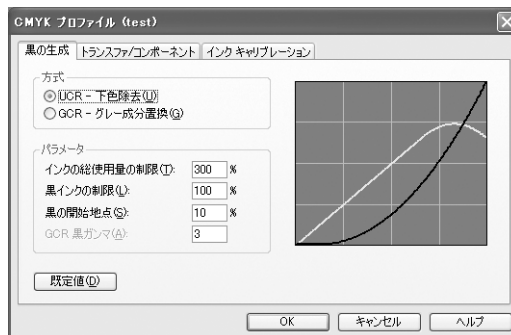 CMYK プロファイル (test)
黒の生成 トランスファ/コンポーネント インク キャリブレーション
方式
UCR - 下色除去(U)
GCR - グレー成分置換(G)
パラメータ
インクの総使用量の制限(T): 300 %
黒インクの制限(L): 100 %
黒の開始地点(S): 10 %
GCR 黒ガンマ(A): 3
既定値(D)
OK キャンセル ヘルプ